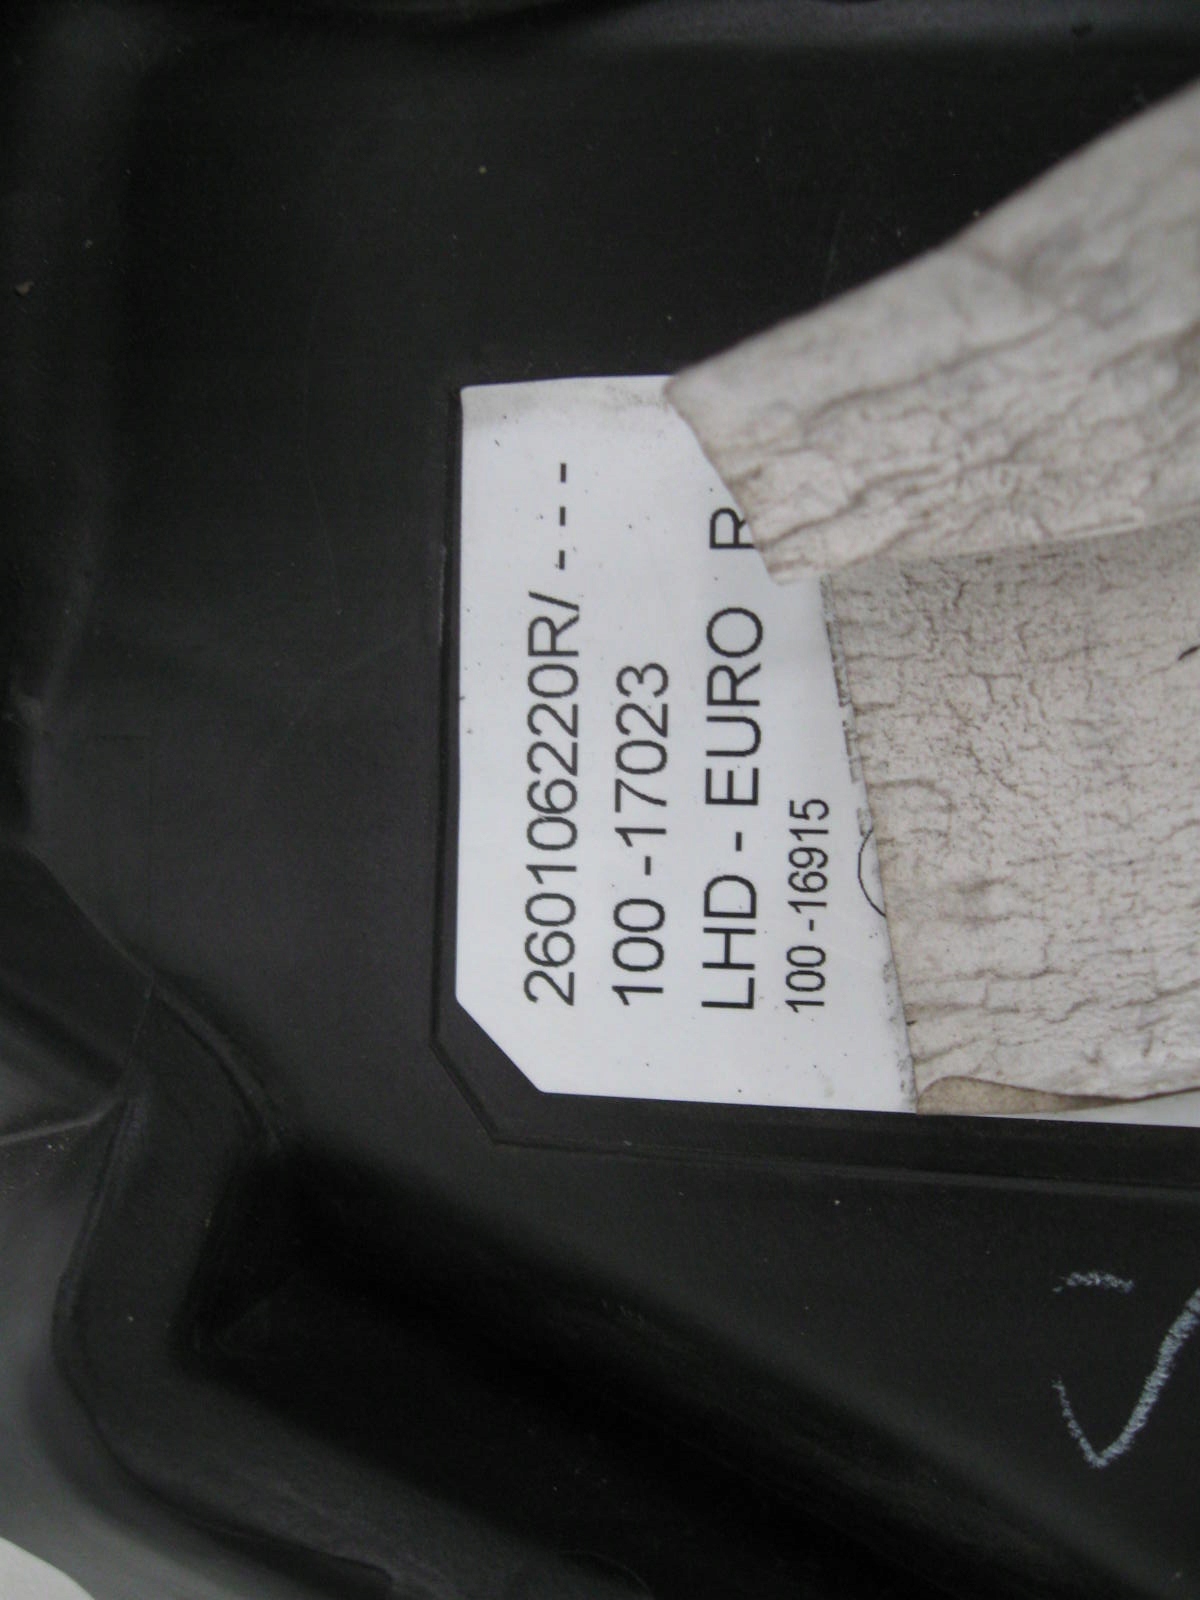 260106220R/ - - -
100 -17023
LHD - EURO R
100 -16915